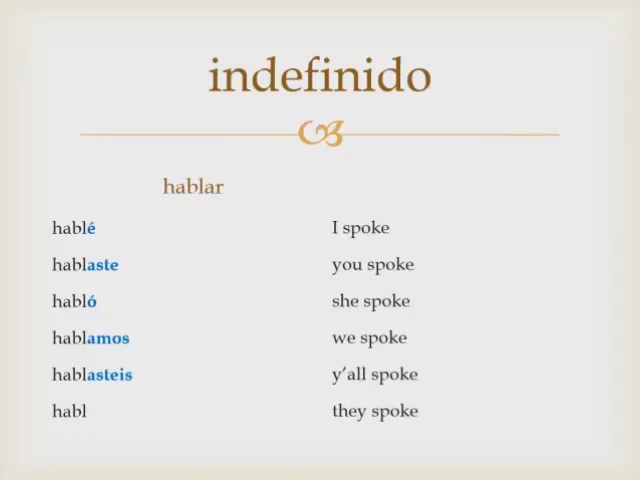 indefinido
hablar
hablé I spoke
hablaste you spoke
habló she spoke
hablamos we spoke
hablasteis y’all spoke
habl they spoke